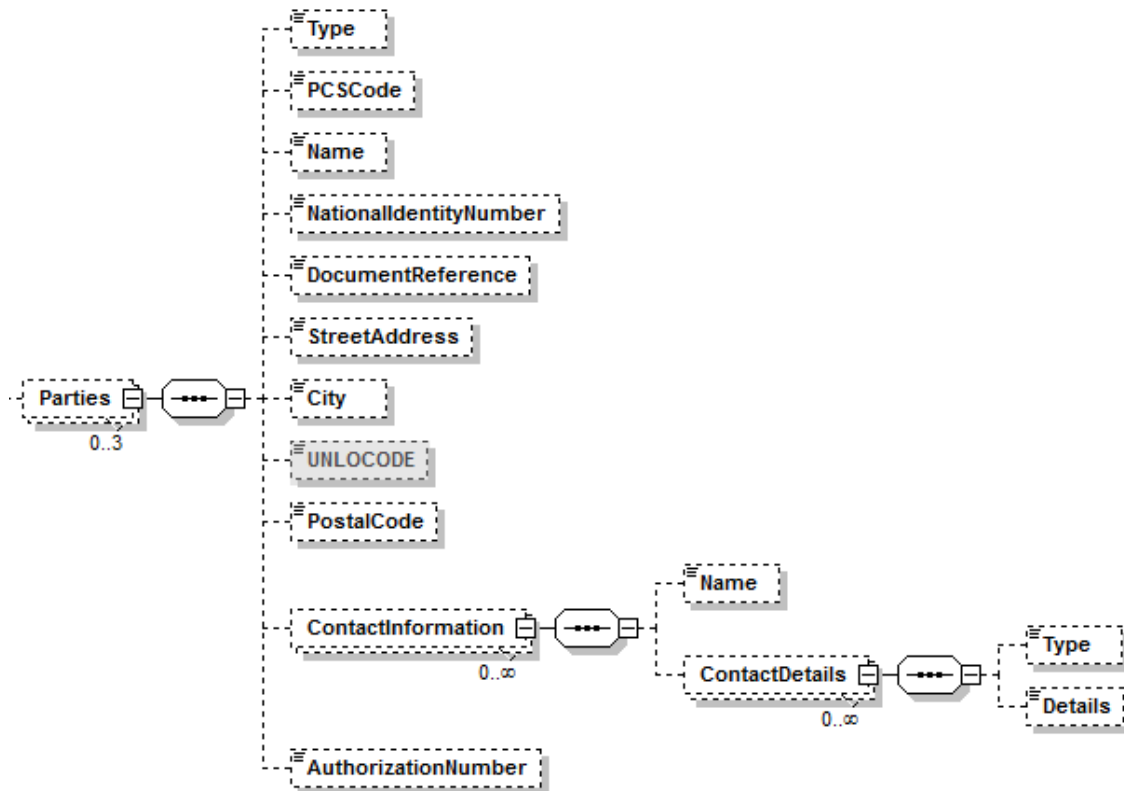 Type
PCSCode
Name
NationalIdentityNumber
DocumentReference
StreetAddress
Parties
0..3
City
UNLOCODE
PostalCode
ContactInformation
0..∞
Name
ContactDetails
0..∞
Type
Details
AuthorizationNumber